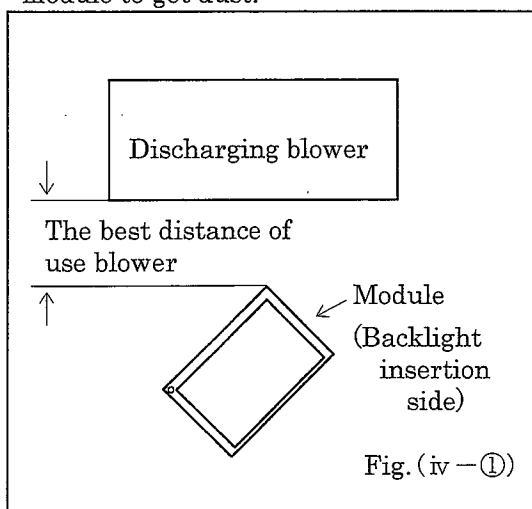 module to get dust.
Discharging blower
The best distance of
use blower
Module
(Backlight
insertion
side)
Fig.(ⅳ－①)